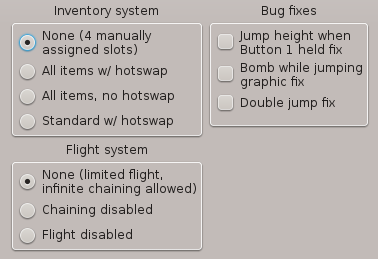 Inventory system
None (4 manually
assigned slots)
All items w/ hotswap
All items, no hotswap
Standard w/ hotswap
Flight system
None (limited flight,
infinite chaining allowed)
Chaining disabled
Flight disabled
Bug fixes
Jump height when
Button 1 held fix
Bomb while jumping
graphic fix
Double jump fix